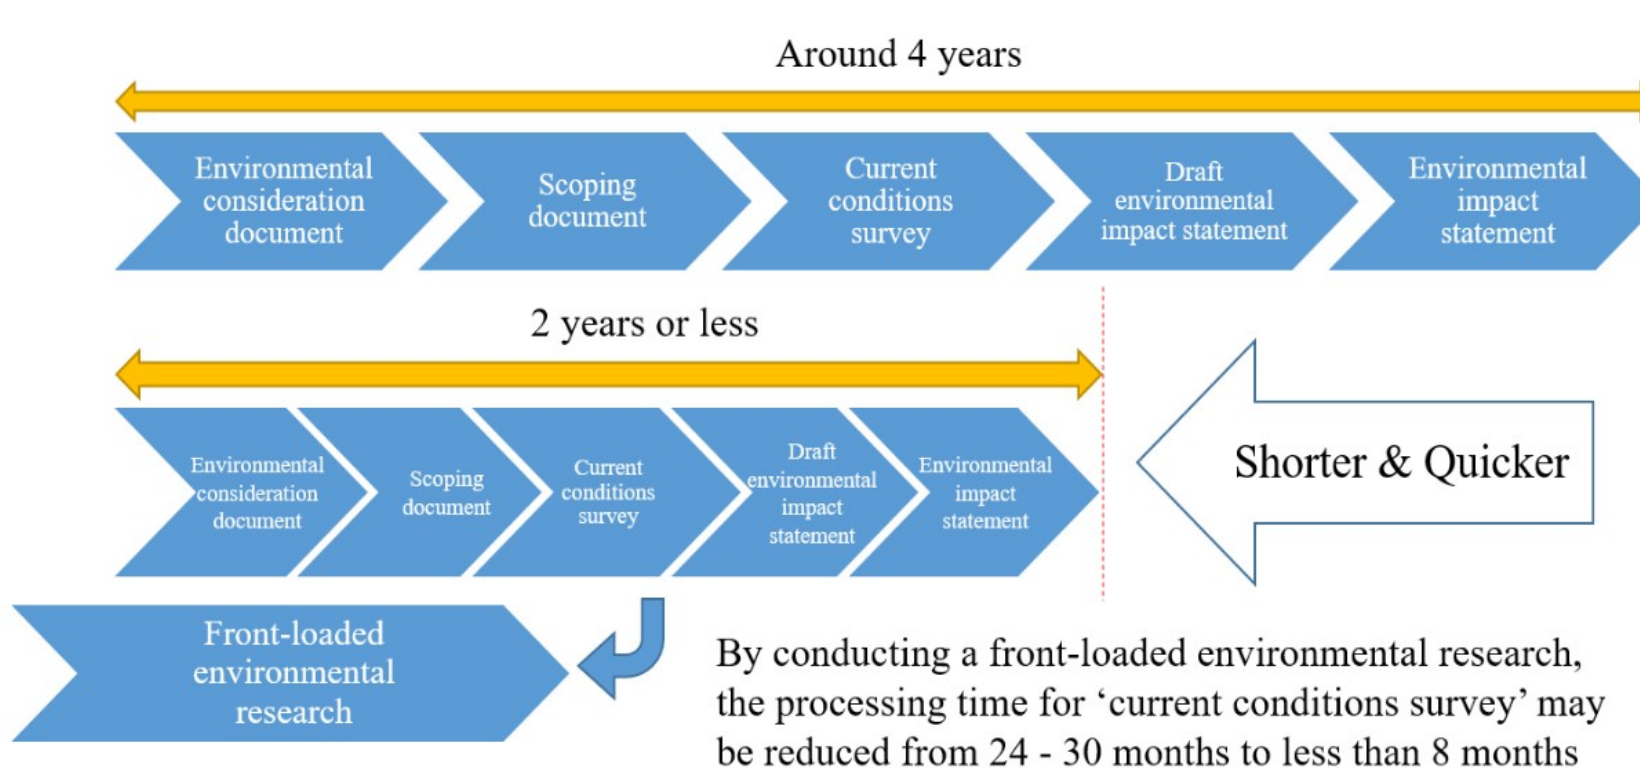 Around 4 years
Environmental
consideration
document
Scoping
document
Current
conditions
survey
Draft
environmental
impact statement
Environmental
impact
statement
2 years or less
Environmental
consideration
document
Scoping
document
Current
conditions
survey
Draft
environmental
impact
statement
Environmental
impact
statement
Shorter & Quicker
Front-loaded
environmental
research
By conducting a front-loaded environmental research,
the processing time for ‘current conditions survey’ may
be reduced from 24 - 30 months to less than 8 months